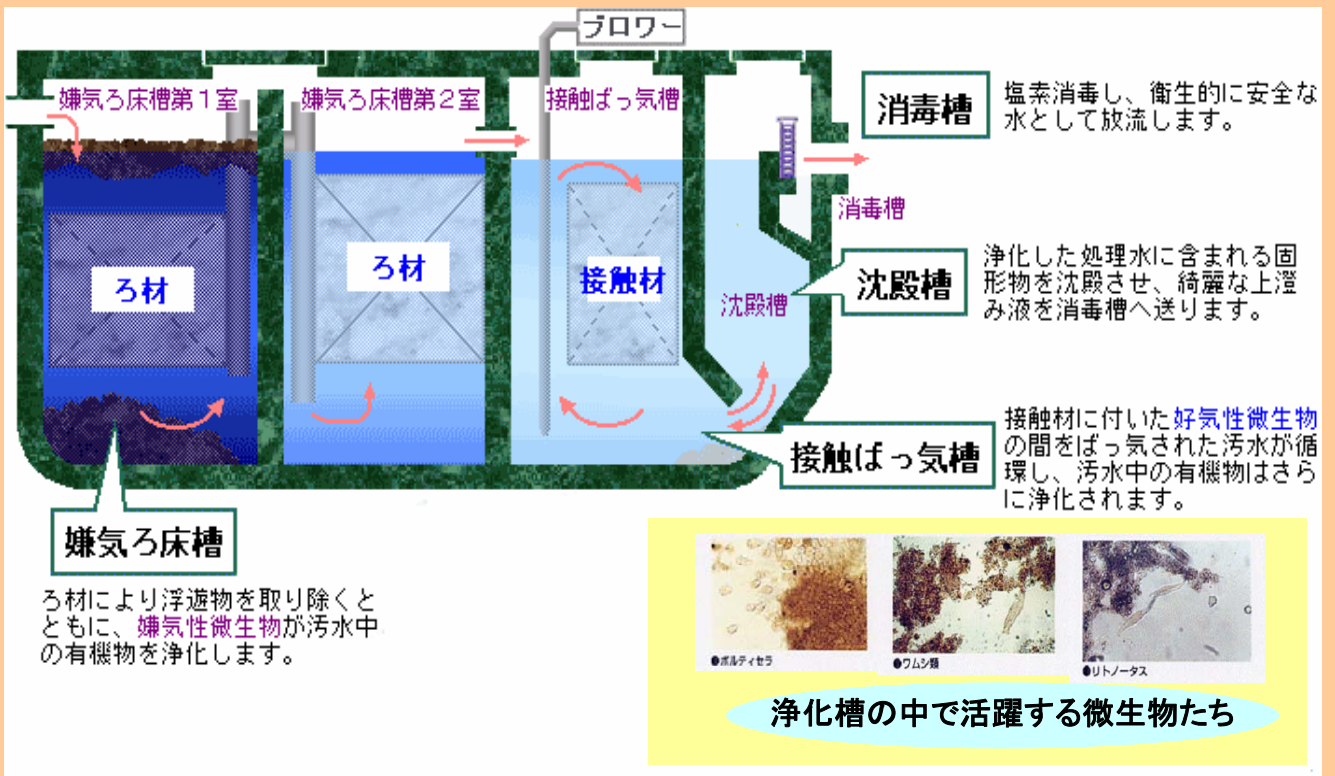 ブロワー
嫌気ろ床槽第1室
嫌気ろ床槽第2室
接触ばっ気槽
消毒槽
塩素消毒し、衛生的に安全な
水として放流します。
消毒槽
ろ材
ろ材
接触材
沈殿槽
沈殿槽
浄化した処理水に含まれる固
形物を沈殿させ、綺麗な上澄
み液を消毒槽へ送ります。
接触ばっ気槽
接触材に付いた好気性微生物
の間をばっ気された汚水が循
環し、汚水中の有機物はさら
に浄化されます。
嫌気ろ床槽
ろ材により浮遊物を取り除くと
ともに、嫌気性微生物が汚水中
の有機物を浄化します。
●ボルティセラ
●ワムシ類
●リトノータス
浄化槽の中で活躍する微生物たち